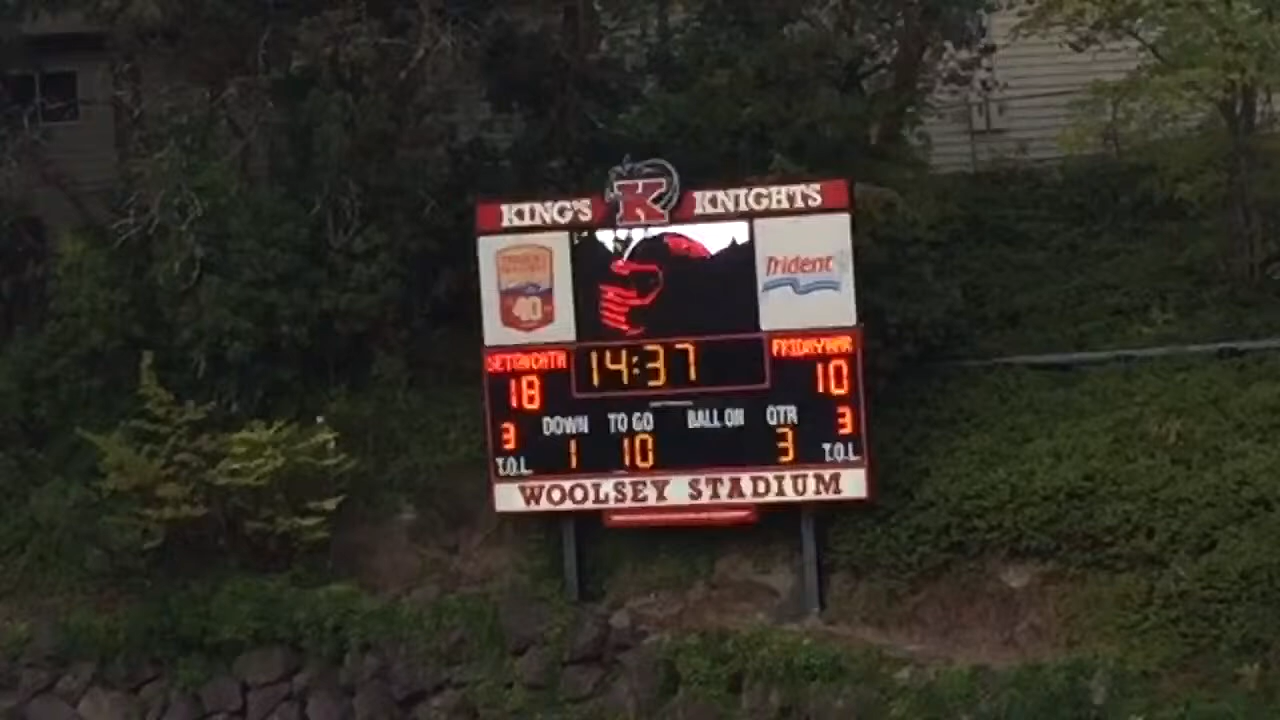 KING'S K KNIGHTS
40
Trident
14:37
18
10
DOWN TO GO BALL ON QTR
3
3
1 10 3
T.O.L. T.O.L.
WOOLSEY STADIUM